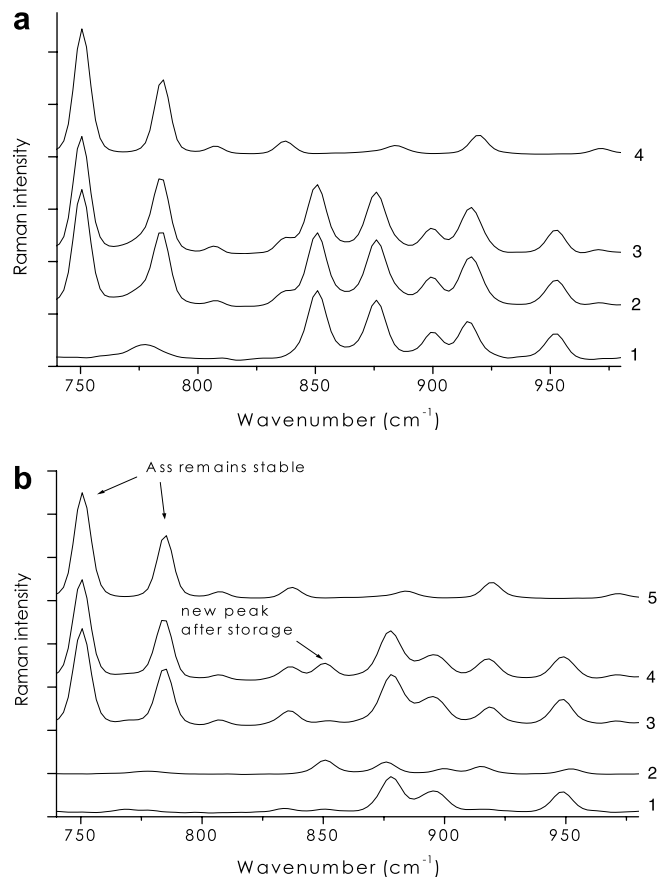 a
Raman intensity
4
3
2
1
750 800 850 900 950
Wavenumber (cm⁻¹)
b
Ass remains stable
new peak
after storage
Raman intensity
5
4
3
2
1
750 800 850 900 950
Wavenumber (cm⁻¹)